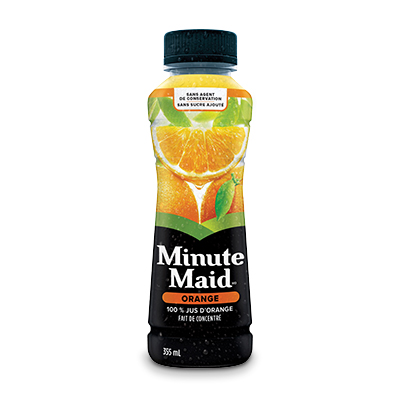 SANS AGENT
DE CONSERVATION
SANS SUCRE AJOUTÉ
Minute
Maid
ORANGE
100 % JUS D'ORANGE
FAIT DE CONCENTRÉ
355 mL